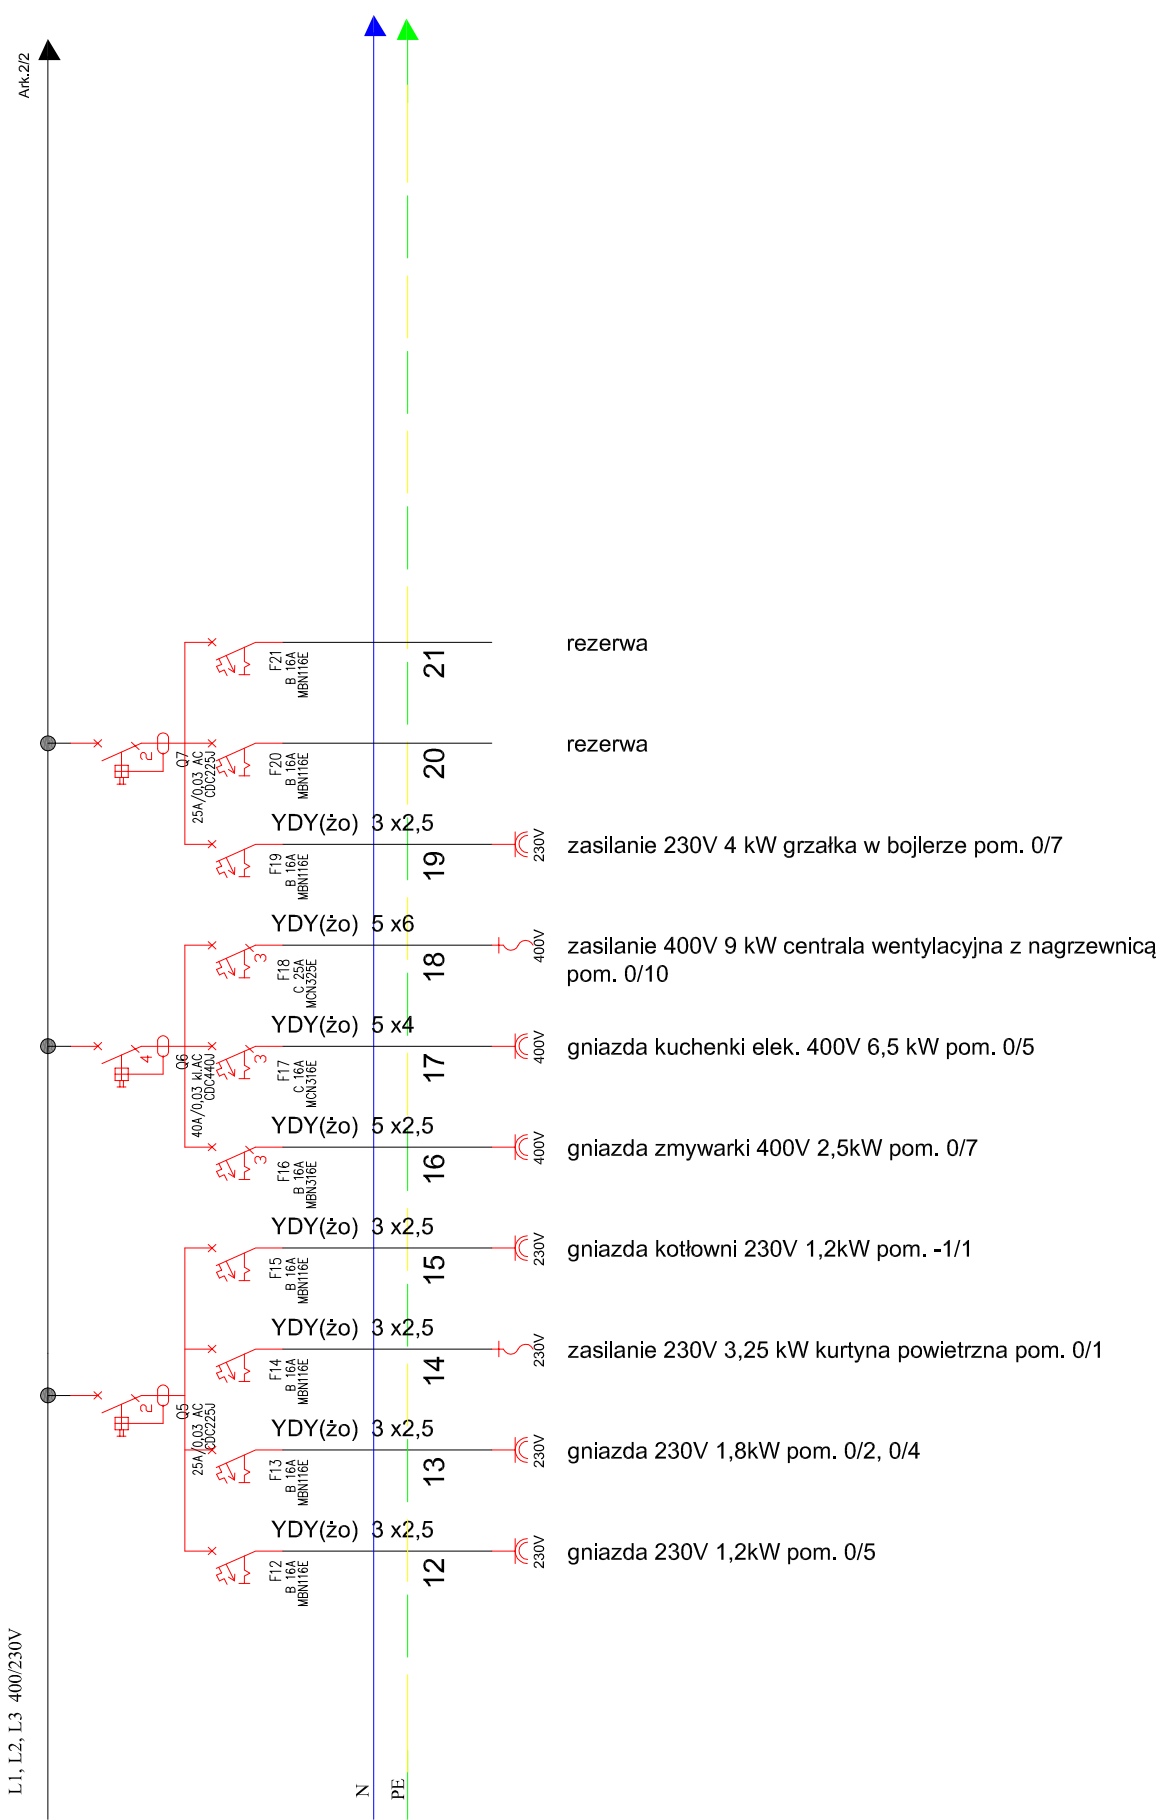 Ark.2/2
rezerwa
F21
B 16A
MBN116E
21
rezerwa
2
Q7
25A/0,03 AC
CDC225J
F20
B 16A
MBN116E
20
YDY(żo) 3 x2,5
F19
B 16A
MBN116E
19
230V
zasilanie 230V 4 kW grzałka w bojlerze pom. 0/7
YDY(żo) 5 x6
3
F18
C 25A
MCN325E
18
400V
zasilanie 400V 9 kW centrala wentylacyjna z nagrzewnicą
pom. 0/10
YDY(żo) 5 x4
4
Q6
40A/0,03 kl.AC
CDC440J
3
F17
C 16A
MCN316E
17
400V
gniazda kuchenki elek. 400V 6,5 kW pom. 0/5
YDY(żo) 5 x2,5
3
F16
B 16A
MBN316E
16
400V
gniazda zmywarki 400V 2,5kW pom. 0/7
YDY(żo) 3 x2,5
F15
B 16A
MBN116E
15
230V
gniazda kotłowni 230V 1,2kW pom. -1/1
YDY(żo) 3 x2,5
F14
B 16A
MBN116E
14
230V
zasilanie 230V 3,25 kW kurtyna powietrzna pom. 0/1
2
Q5
25A/0,03 AC
CDC225J
YDY(żo) 3 x2,5
F13
B 16A
MBN116E
13
230V
gniazda 230V 1,8kW pom. 0/2, 0/4
YDY(żo) 3 x2,5
F12
B 16A
MBN116E
12
230V
gniazda 230V 1,2kW pom. 0/5
L1, L2, L3 400/230V
N
PE